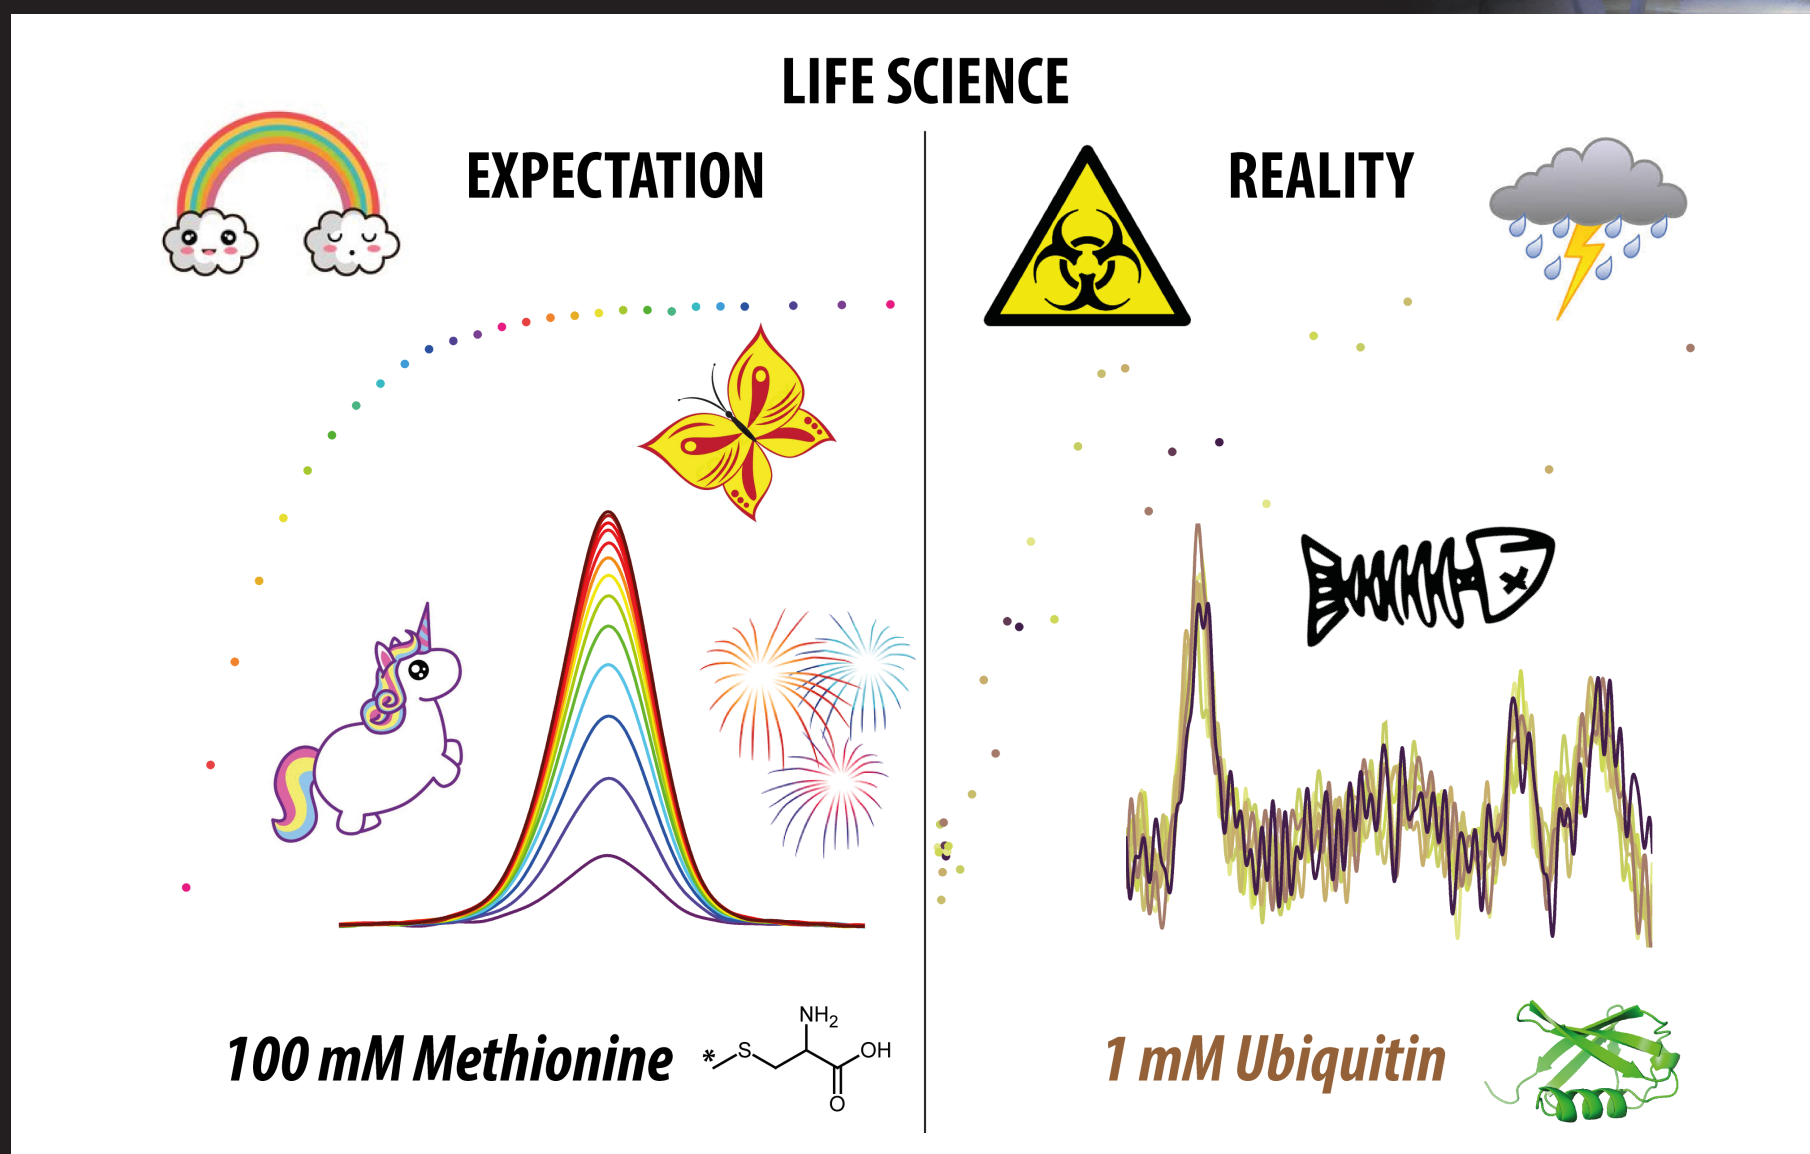 LIFE SCIENCE
EXPECTATION
REALITY
100 mM Methionine
* S NH₂ OH O
1 mM Ubiquitin